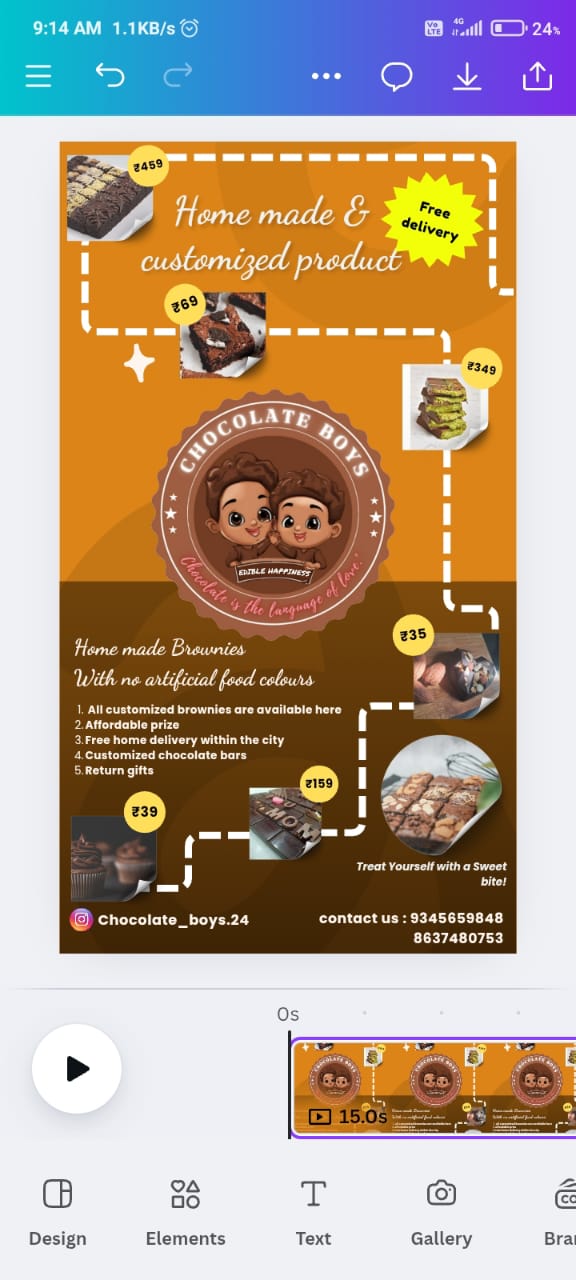 9:14 AM 1.1KB/s
Vo LTE 4G 24%
₹459
Home made &
customized product
Free
delivery
₹69
₹349
CHOCOLATE BOYS
EDIBLE HAPPINESS
"Chocolate is the language of love."
₹35
Home made Brownies
With no artificial food colours
1. All customized brownies are available here
2. Affordable prize
3. Free home delivery within the city
4. Customized chocolate bars
5. Return gifts
₹159
MOM
₹39
Treat Yourself with a Sweet
bite!
Chocolate_boys.24
contact us : 9345659848
8637480753
0s
15.0s
Design
Elements
Text
Gallery